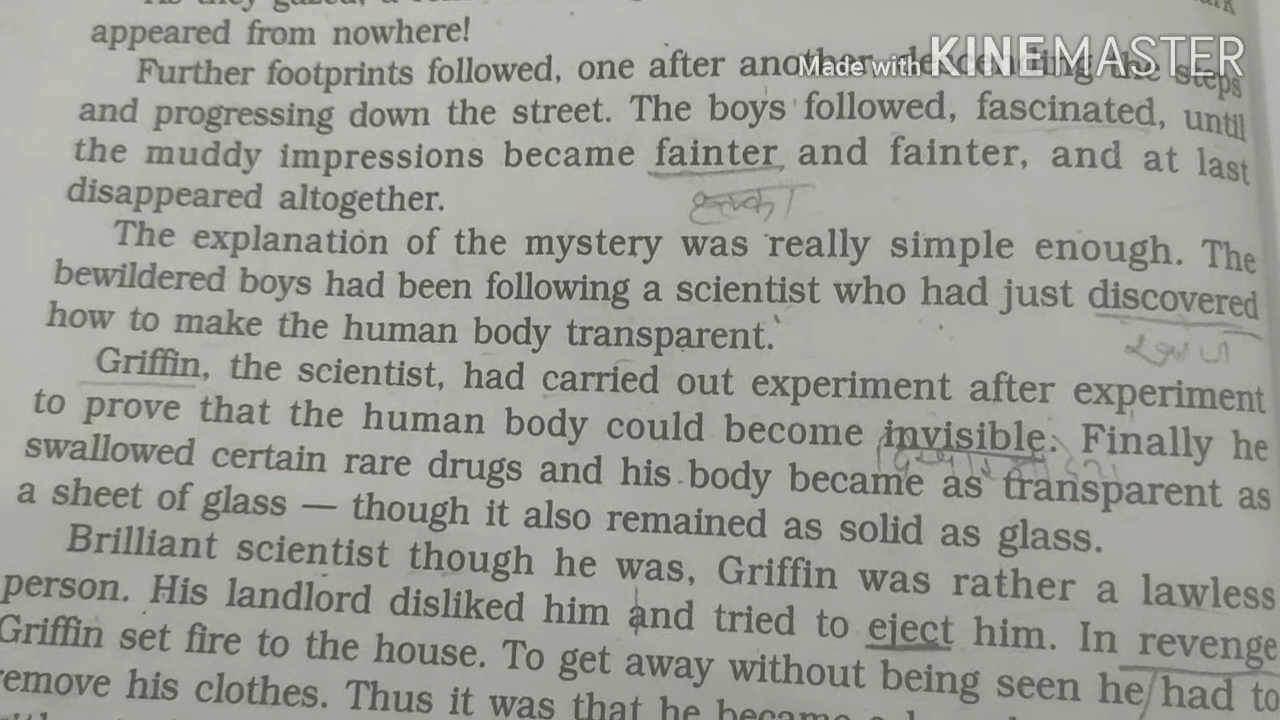 As they gazed, a
appeared from nowhere!
Made with KINEMASTER
Further footprints followed, one after another, descending the steps
and progressing down the street. The boys followed, fascinated, until
the muddy impressions became fainter and fainter, and at last
disappeared altogether.
हल्का
The explanation of the mystery was really simple enough. The
bewildered boys had been following a scientist who had just discovered
how to make the human body transparent.
Griffin, the scientist, had carried out experiment after experiment
to prove that the human body could become invisible. Finally he
swallowed certain rare drugs and his body became as transparent as
a sheet of glass — though it also remained as solid as glass.
Brilliant scientist though he was, Griffin was rather a lawless
person. His landlord disliked him and tried to eject him. In revenge
Griffin set fire to the house. To get away without being seen he had to
remove his clothes. Thus it was that he became a